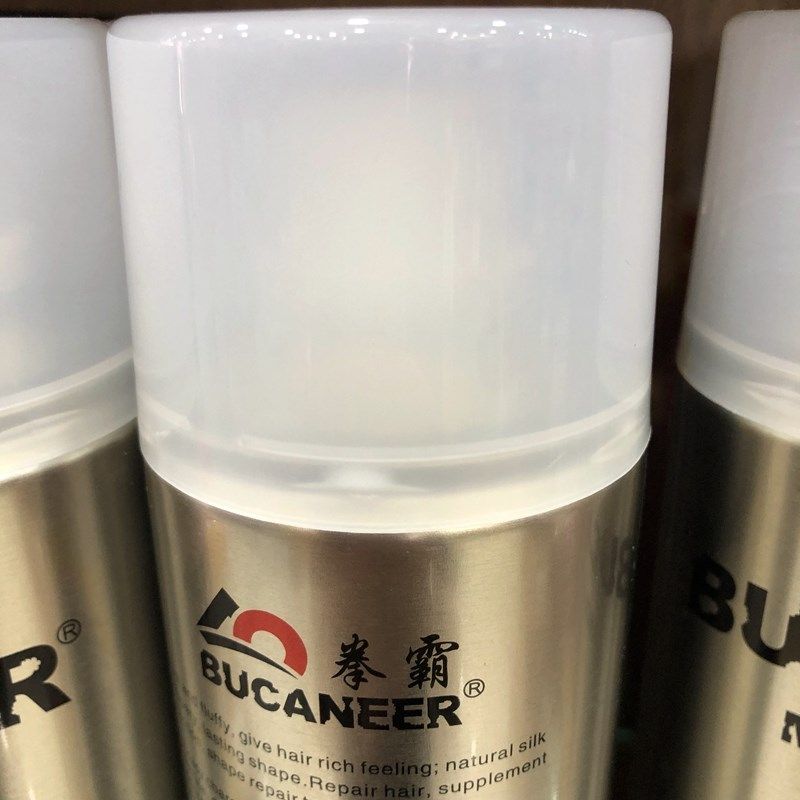 拳霸
BUCANEER®
fluffy, give hair rich feeling; natural silk
lasting shape.Repair hair, supplement
shape repair
R®
BU